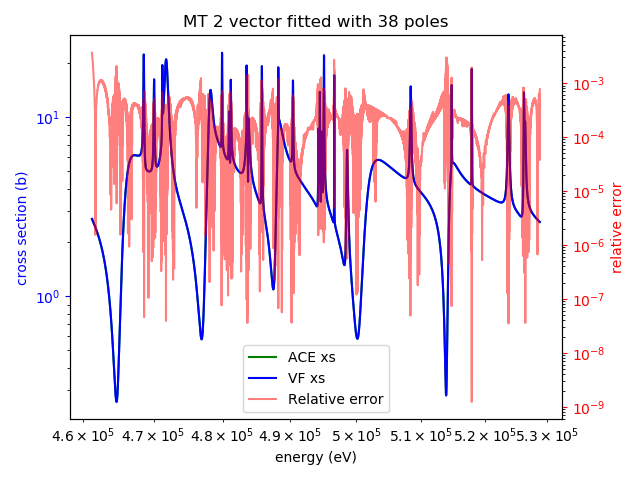 MT 2 vector fitted with 38 poles
cross section (b)
10¹
10⁰
10⁻³
10⁻⁴
10⁻⁵
10⁻⁶
10⁻⁷
10⁻⁸
10⁻⁹
relative error
ACE xs
VF xs
Relative error
4.6 × 10⁵ 4.7 × 10⁵ 4.8 × 10⁵ 4.9 × 10⁵ 5 × 10⁵ 5.1 × 10⁵ 5.2 × 10⁵ 5.3 × 10⁵
energy (eV)